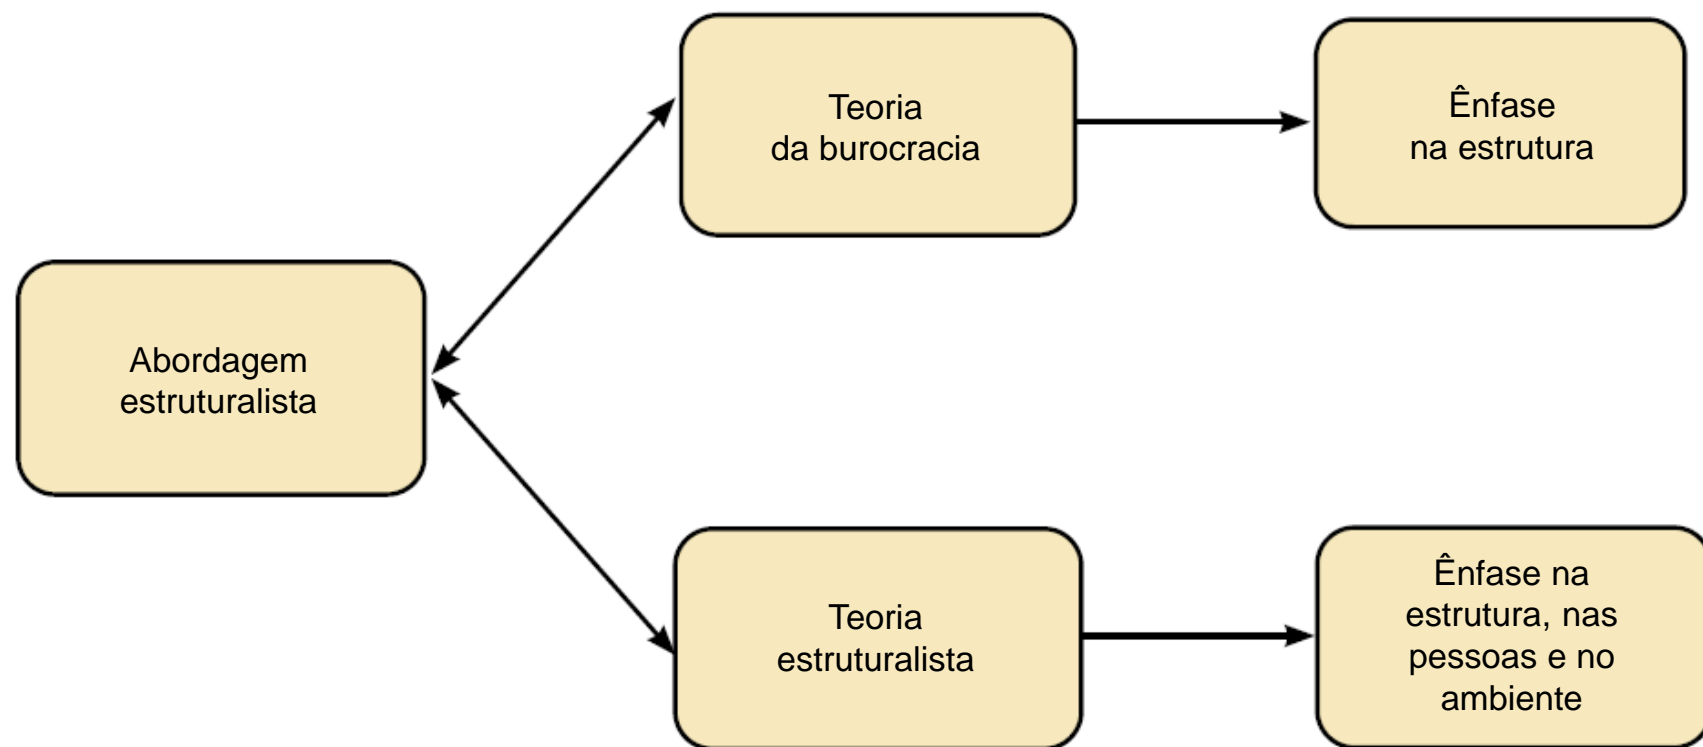 Teoria
da burocracia
Ênfase
na estrutura
Abordagem
estruturalista
Teoria
estruturalista
Ênfase na
estrutura, nas
pessoas e no
ambiente